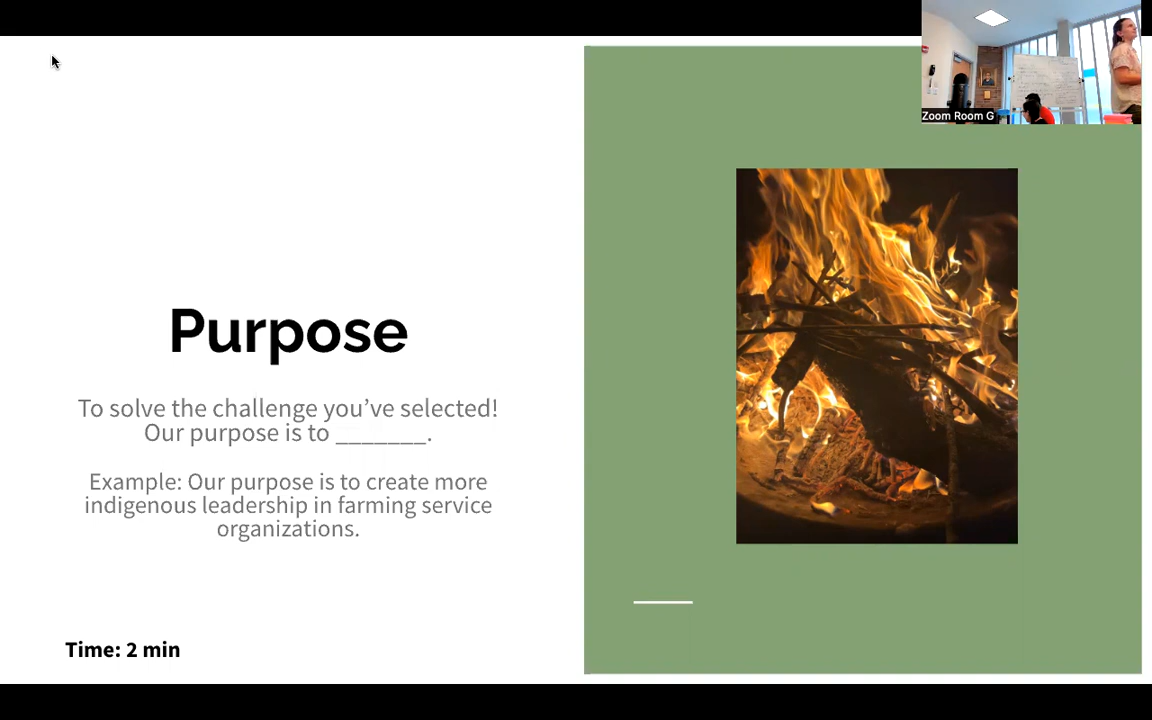 Zoom Room G
Purpose
To solve the challenge you’ve selected!
Our purpose is to _______.
Example: Our purpose is to create more
indigenous leadership in farming service
organizations.
Time: 2 min